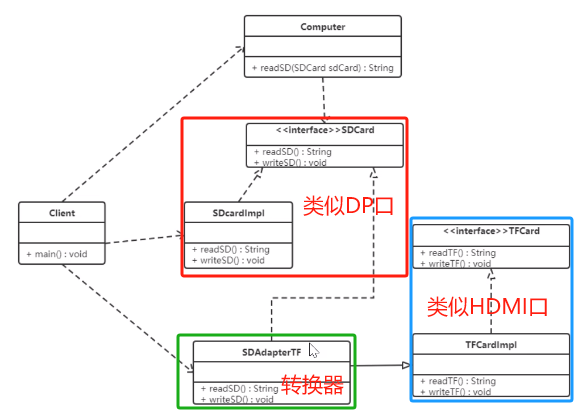 Computer
+ readSD(SDCard sdCard) : String
<<interface>>SDCard
+ readSD() : String
+ writeSD() : void
类似DP口
Client
+ main() : void
SDcardImpl
+ readSD() : String
+ writeSD() : void
<<interface>>TFCard
+ readTF() : String
+ writeTF() : void
类似HDMI口
SDAdapterTF
+ readSD() : String
+ writeSD() : void
转换器
TFCardImpl
+ readTF() : String
+ writeTF() : void